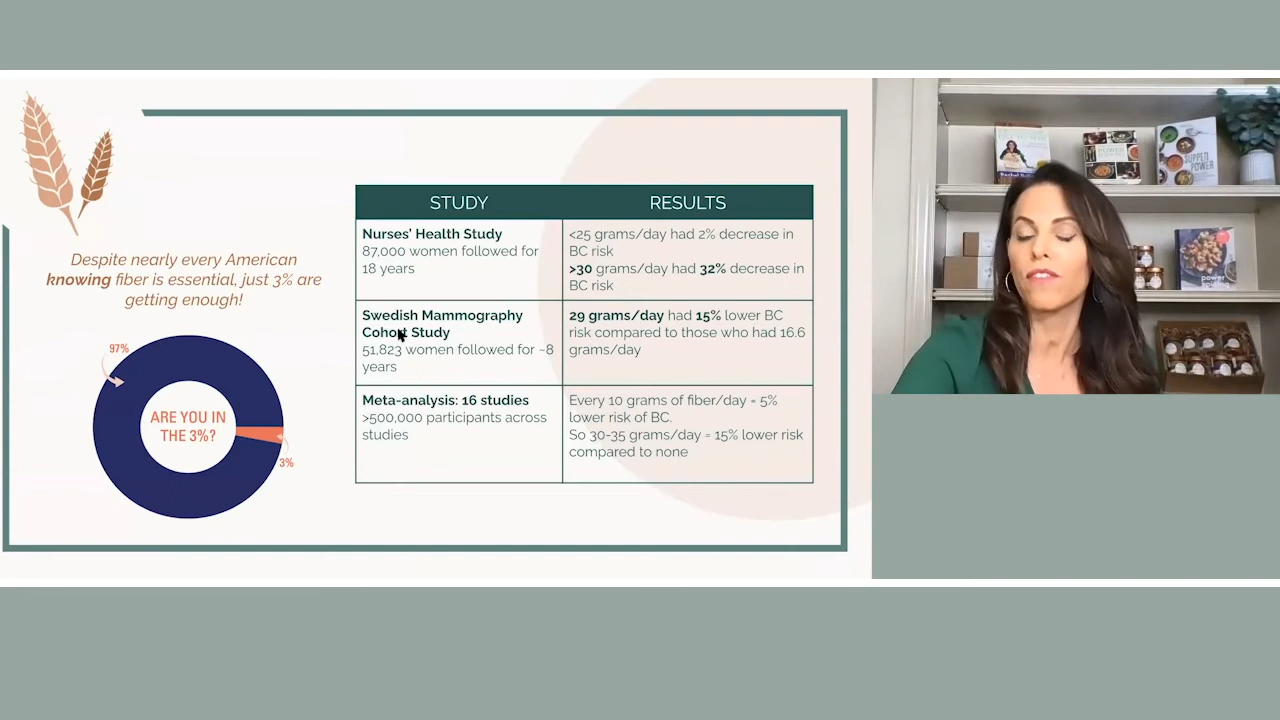 Despite nearly every American
knowing fiber is essential, just 3% are
getting enough!
97%
ARE YOU IN
THE 3%?
3%
STUDY
RESULTS
Nurses' Health Study
87,000 women followed for
18 years
<25 grams/day had 2% decrease in
BC risk
>30 grams/day had 32% decrease in
BC risk
Swedish Mammography
Cohort Study
51,823 women followed for ~8
years
29 grams/day had 15% lower BC
risk compared to those who had 16.6
grams/day
Meta-analysis: 16 studies
>500,000 participants across
studies
Every 10 grams of fiber/day = 5%
lower risk of BC.
So 30-35 grams/day = 15% lower risk
compared to none
POWER
SUPPED
POWER
power
spicing